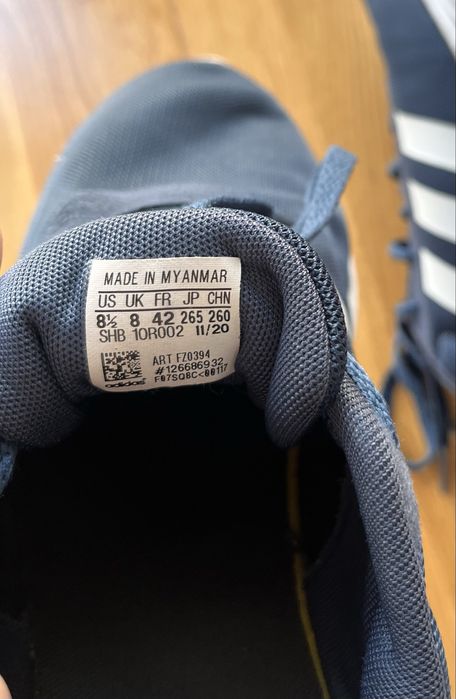 MADE IN MYANMAR
US UK FR JP CHN
8½ 8 42 265 260
SHB 10R002 11/20
ART FZ0394
#126686932
F07SQ8C<00117
adidas